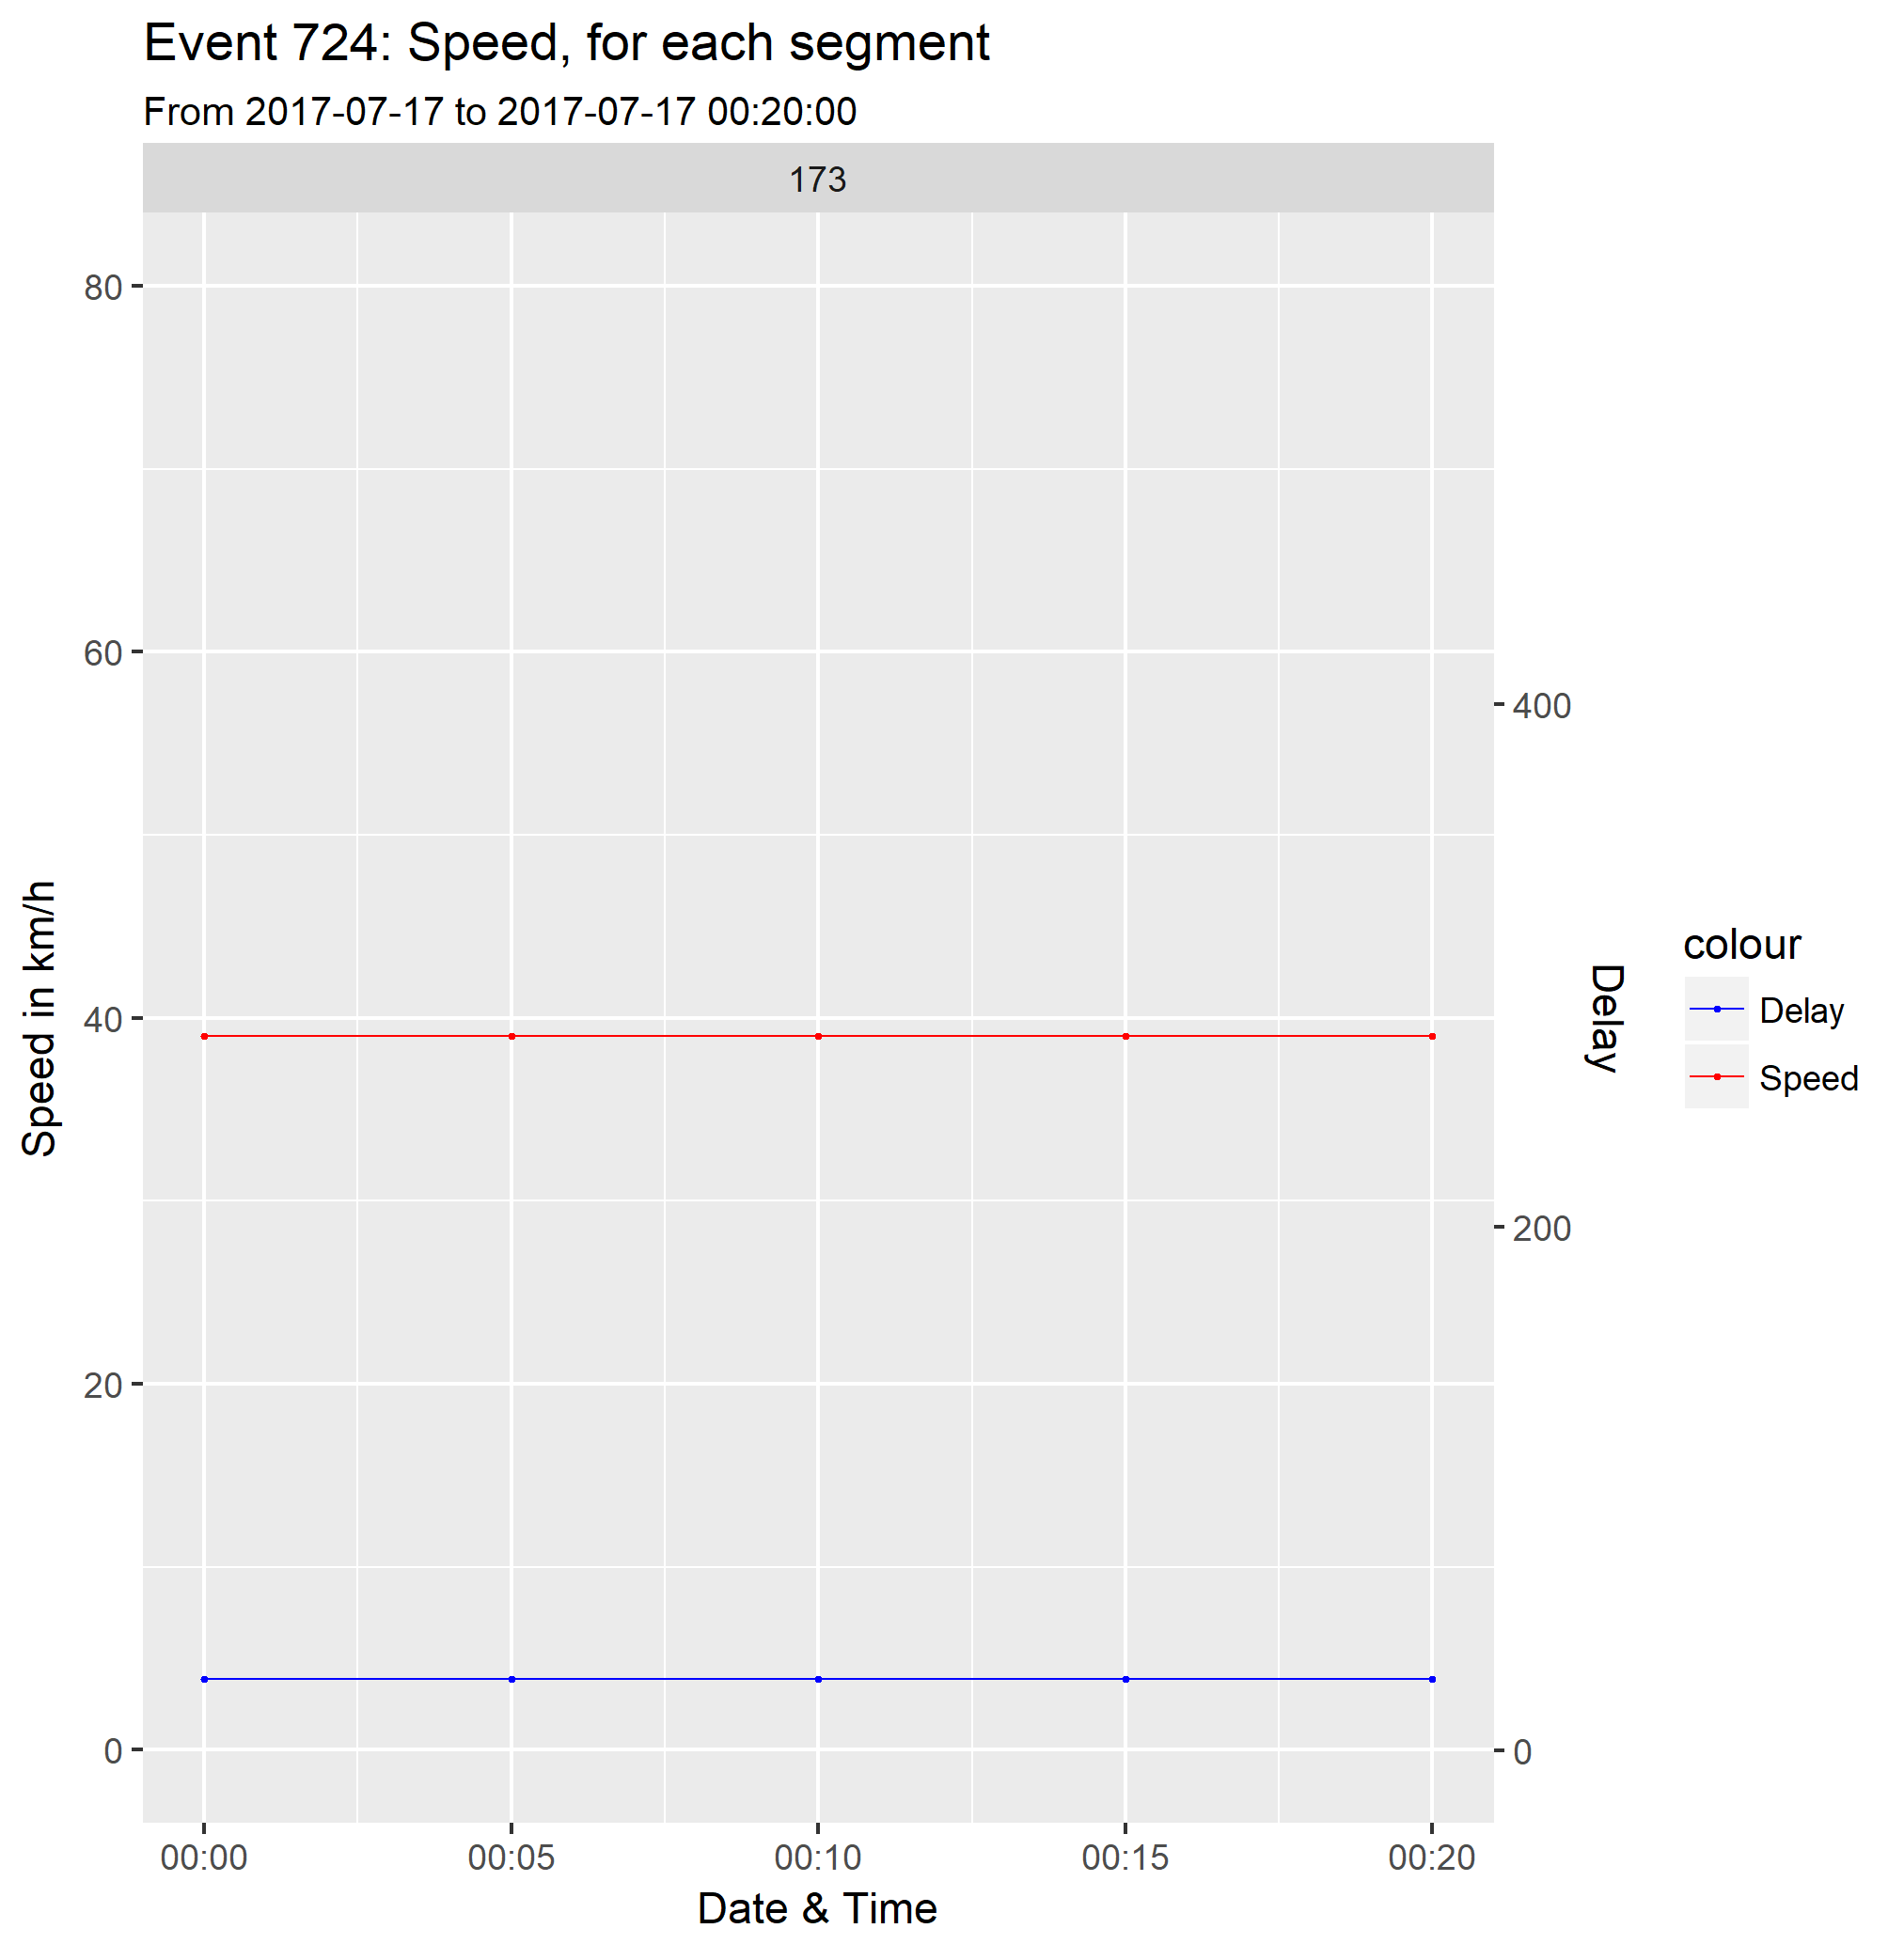 Event 724: Speed, for each segment
From 2017-07-17 to 2017-07-17 00:20:00
173
80
60
40
20
0
Speed in km/h
400
200
0
Delay
00:00 00:05 00:10 00:15 00:20
Date & Time
colour
Delay
Speed